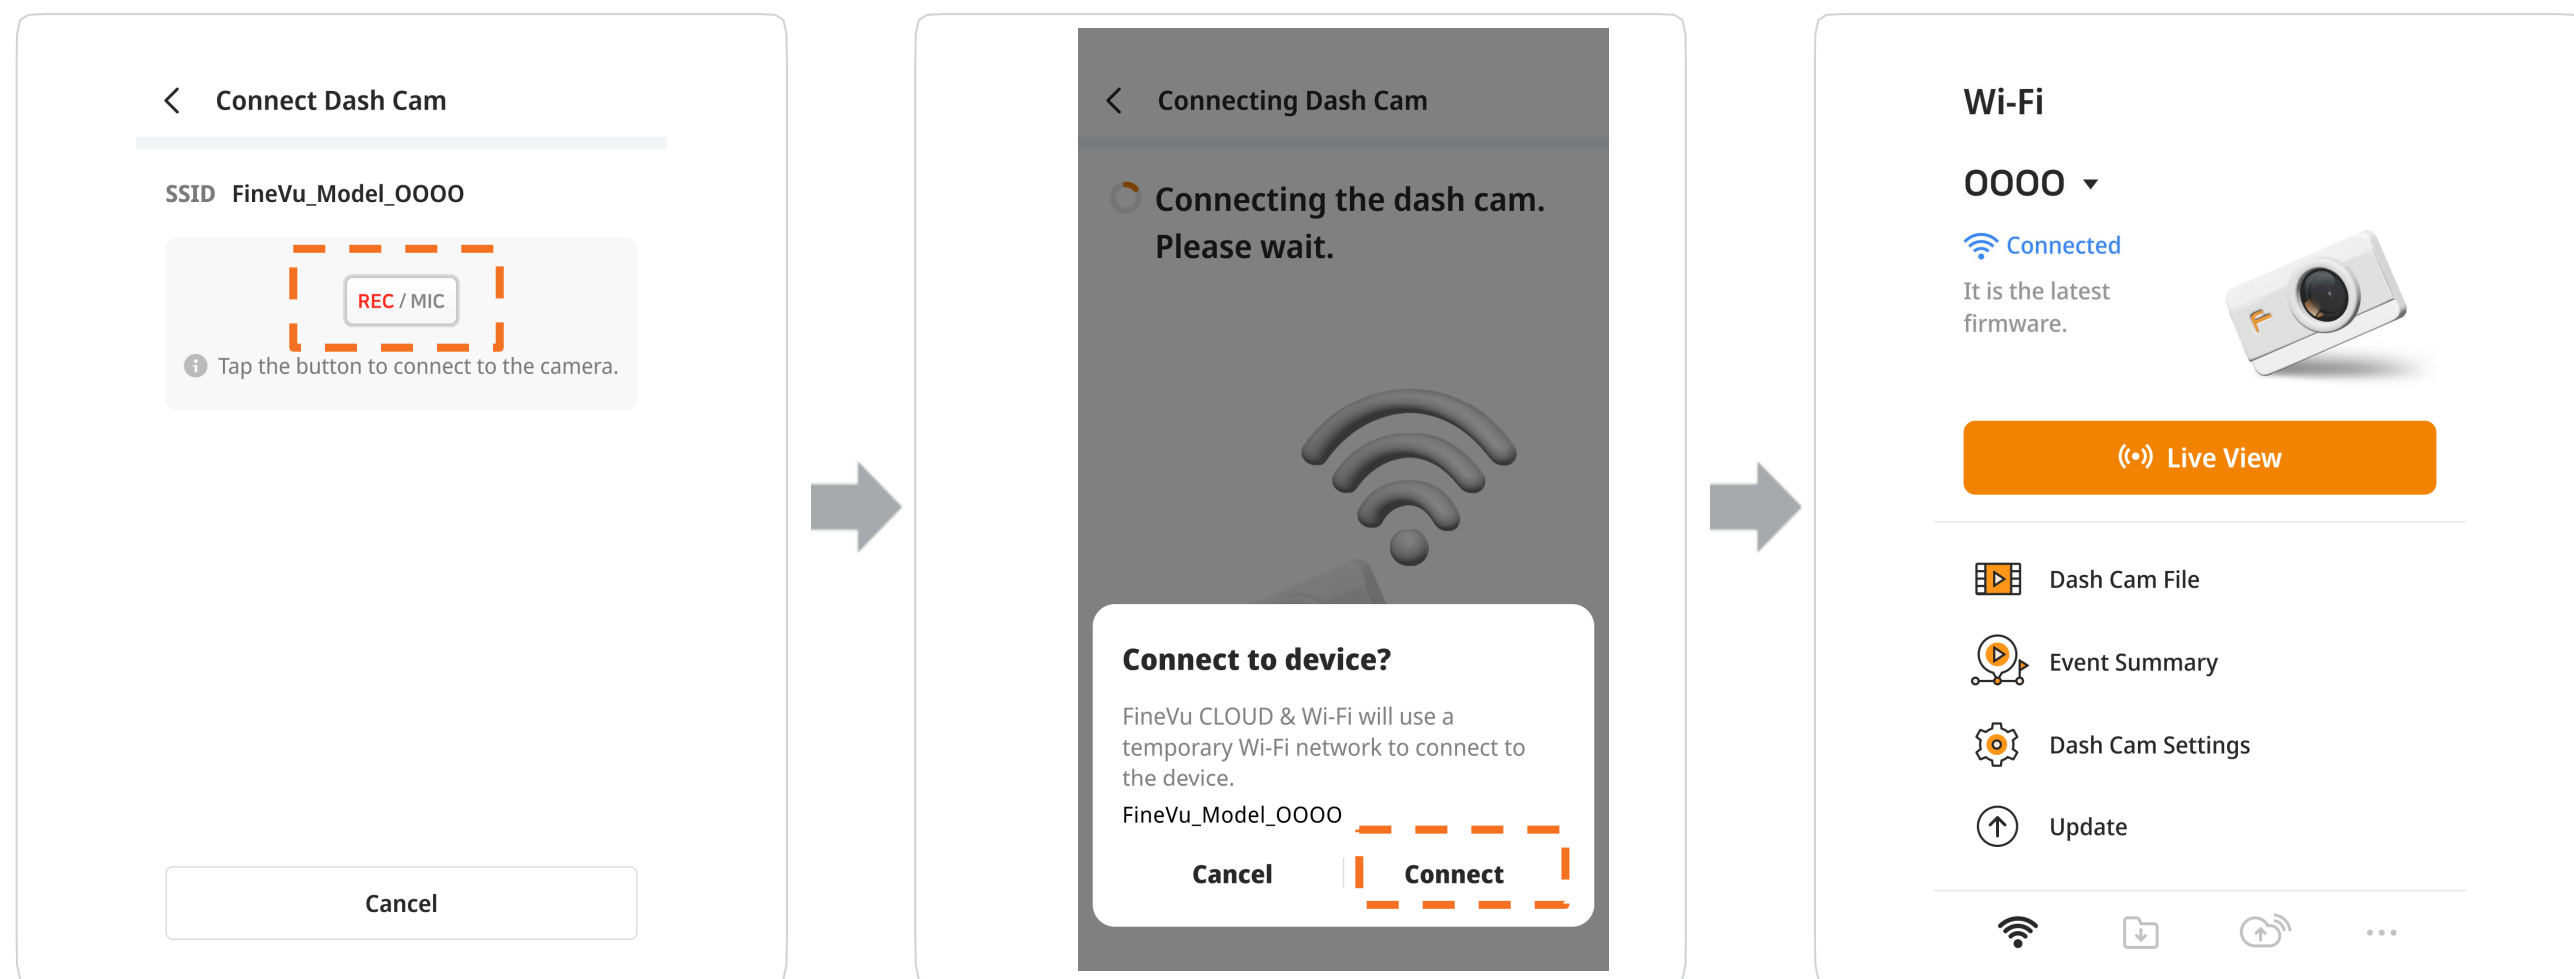 Connect Dash Cam
SSID FineVu_Model_OOOO
REC / MIC
Tap the button to connect to the camera.
Cancel
Connecting Dash Cam
Connecting the dash cam.
Please wait.
Connect to device?
FineVu CLOUD & Wi-Fi will use a
temporary Wi-Fi network to connect to
the device.
FineVu_Model_OOOO
Cancel
Connect
Wi-Fi
OOOO
Connected
It is the latest
firmware.
Live View
Dash Cam File
Event Summary
Dash Cam Settings
Update